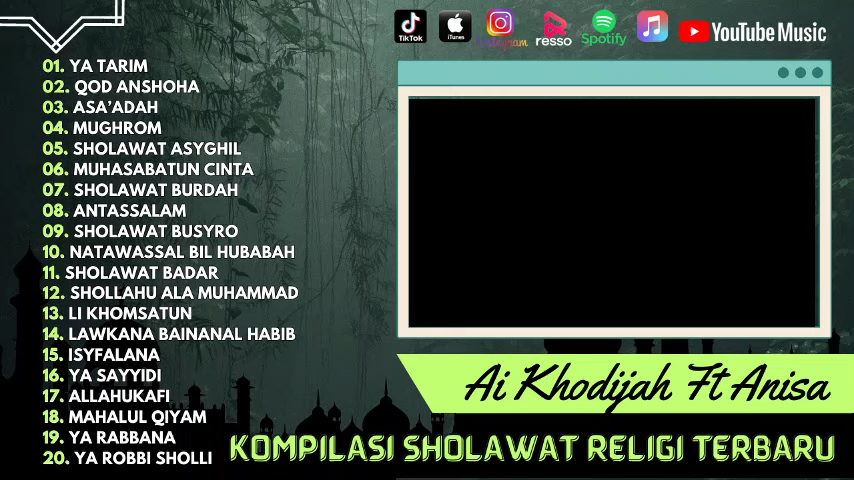 TikTok
iTunes
Instagram
resso
Spotify
YouTube Music
01. YA TARIM
02. QOD ANSHOHA
03. ASA'ADAH
04. MUGHROM
05. SHOLAWAT ASYGHIL
06. MUHASABATUN CINTA
07. SHOLAWAT BURDAH
08. ANTASSALAM
09. SHOLAWAT BUSYRO
10. NATAWASSAL BIL HUBABAH
11. SHOLAWAT BADAR
12. SHOLLAHU ALA MUHAMMAD
13. LI KHOMSATUN
14. LAWKANA BAINANAL HABIB
15. ISYFALANA
16. YA SAYYIDI
17. ALLAHUKAFI
18. MAHALUL QIYAM
19. YA RABBANA
20. YA ROBBI SHOLLI
Ai Khodijah Ft Anisa
KOMPILASI SHOLAWAT RELIGI TERBARU